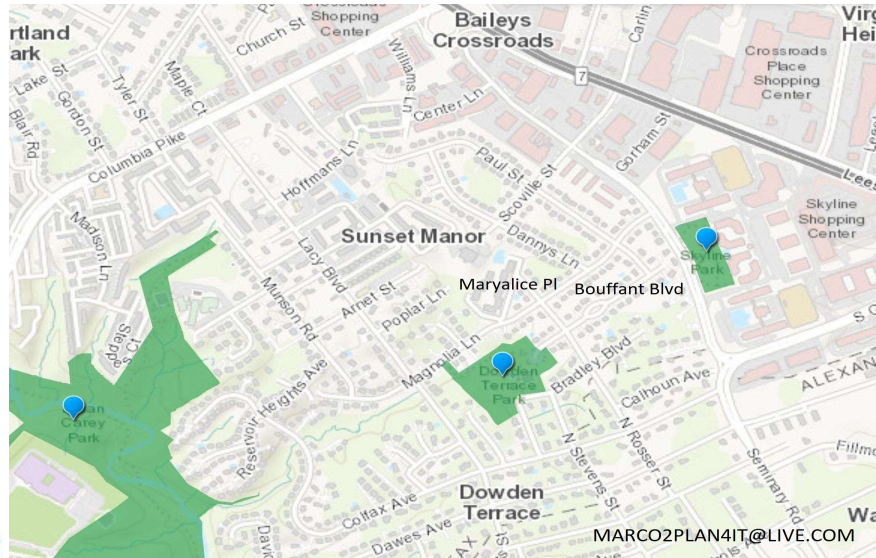 rtland
ark
Church St
Crossroads
Shopping
Center
Baileys
Crossroads
Carlin
Virg
Hei
Lake St
Tyler St
Maple Ct
Gordon St
Blair Rd
Williams Ln
Center Ln
7
Crossroads
Place
Shopping
Center
Columbia Pike
Hoffmans Ln
Paul St
Scoville St
Gorham St
Lees
Leesl
Madison Ln
Sunset Manor
Dannys Ln
Skyline
Shopping
Center
Skyline
Park
Lacy Blvd
Munson Rd
Arnet St
Poplar Ln
Maryalice Pl
Bouffant Blvd
Magnolia Ln
S G
Dowden
Terrace
Park
Bradley Blvd
Calhoun Ave
ALEXAN
Reservoir Heights Ave
Carey
Park
N Stevens St
N Rosser St
Seminary Rd
Fillmo
Dowden
Terrace
Colfax Ave
Dawes Ave
David
Wa
MARCO2PLAN4IT@LIVE.COM